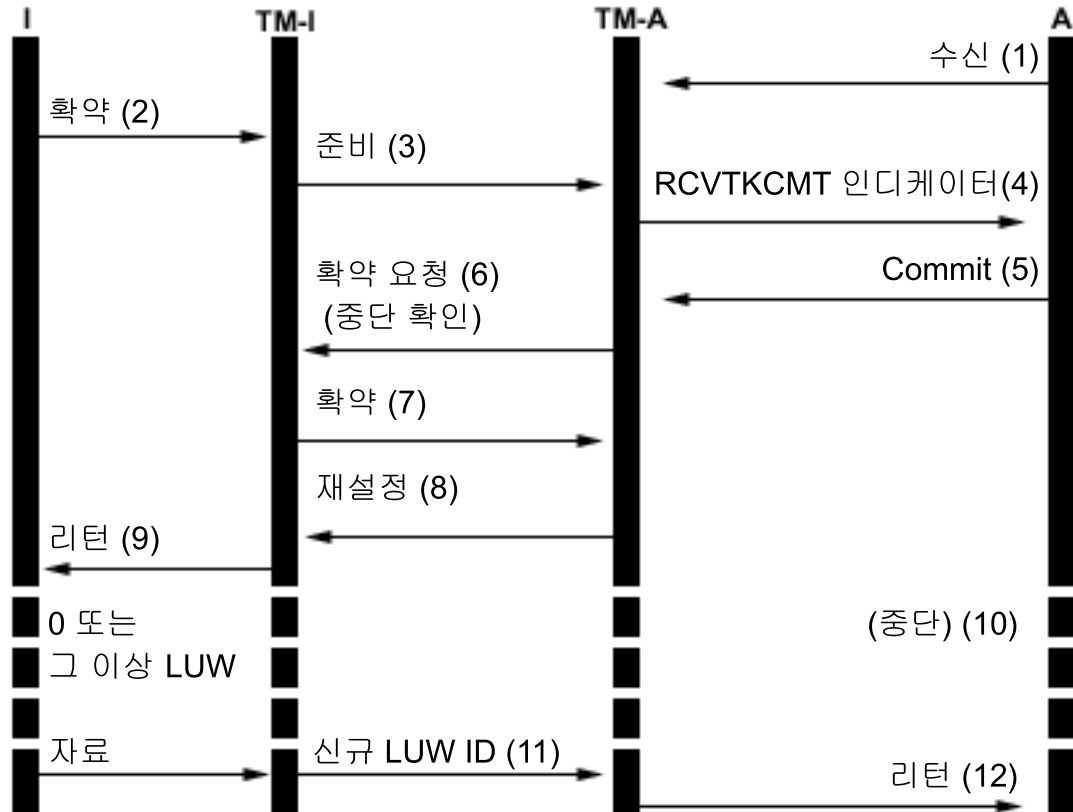 I TM-I TM-A A
수신 (1)
확약 (2)
준비 (3)
RCVTKCMT 인디케이터(4)
확약 요청 (6)
(중단 확인)
Commit (5)
확약 (7)
재설정 (8)
리턴 (9)
0 또는
그 이상 LUW
(중단) (10)
자료
신규 LUW ID (11)
리턴 (12)